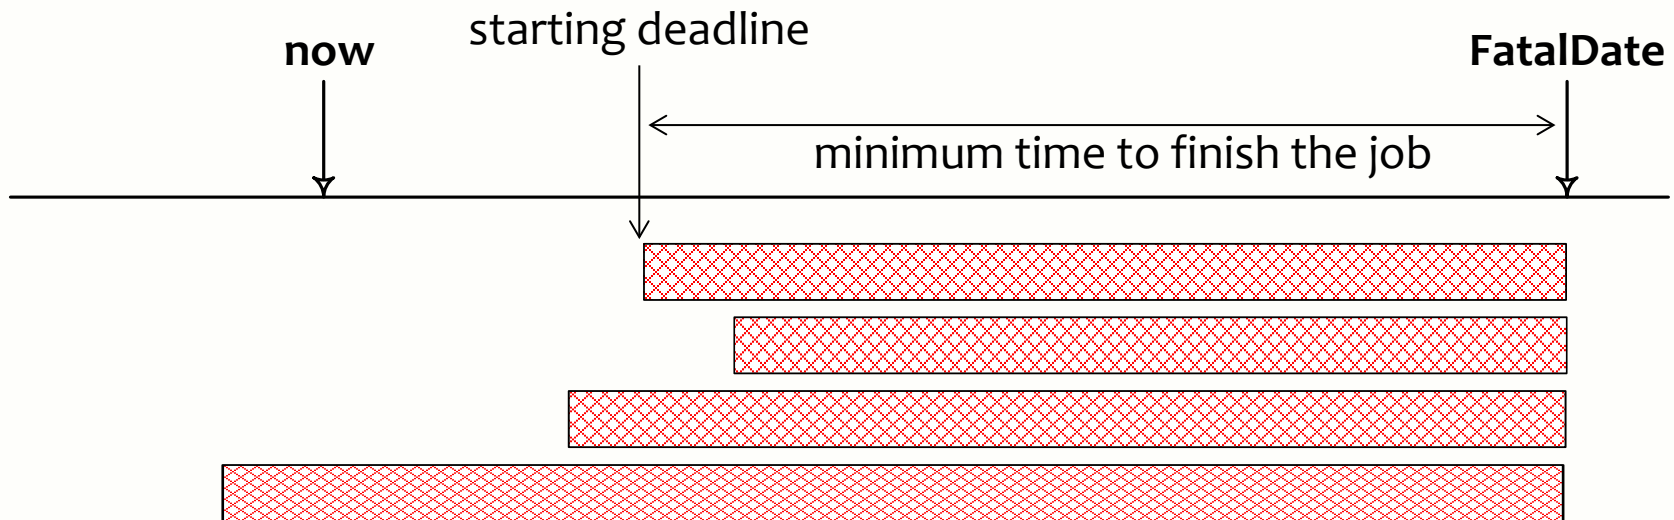 starting deadline
now
FatalDate
minimum time to finish the job